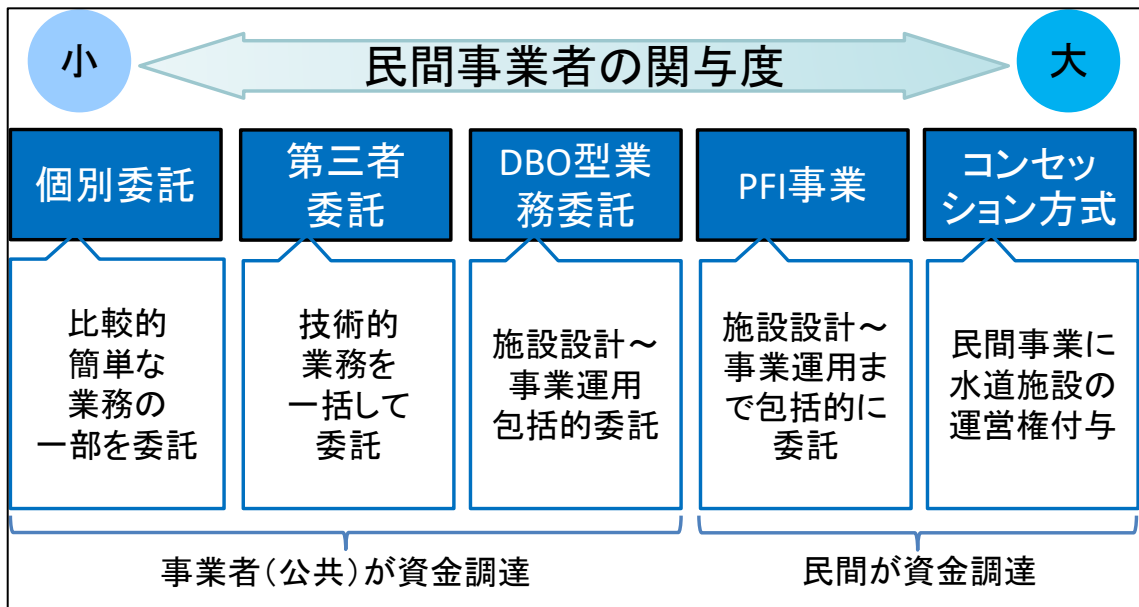 小
民間事業者の関与度
大
個別委託
第三者
委託
DBO型業
務委託
PFI事業
コンセッ
ション方式
比較的
簡単な
業務の
一部を委託
技術的
業務を
一括して
委託
施設設計～
事業運用
包括的委託
施設設計～
事業運用ま
で包括的に
委託
民間事業に
水道施設の
運営権付与
事業者（公共）が資金調達
民間が資金調達